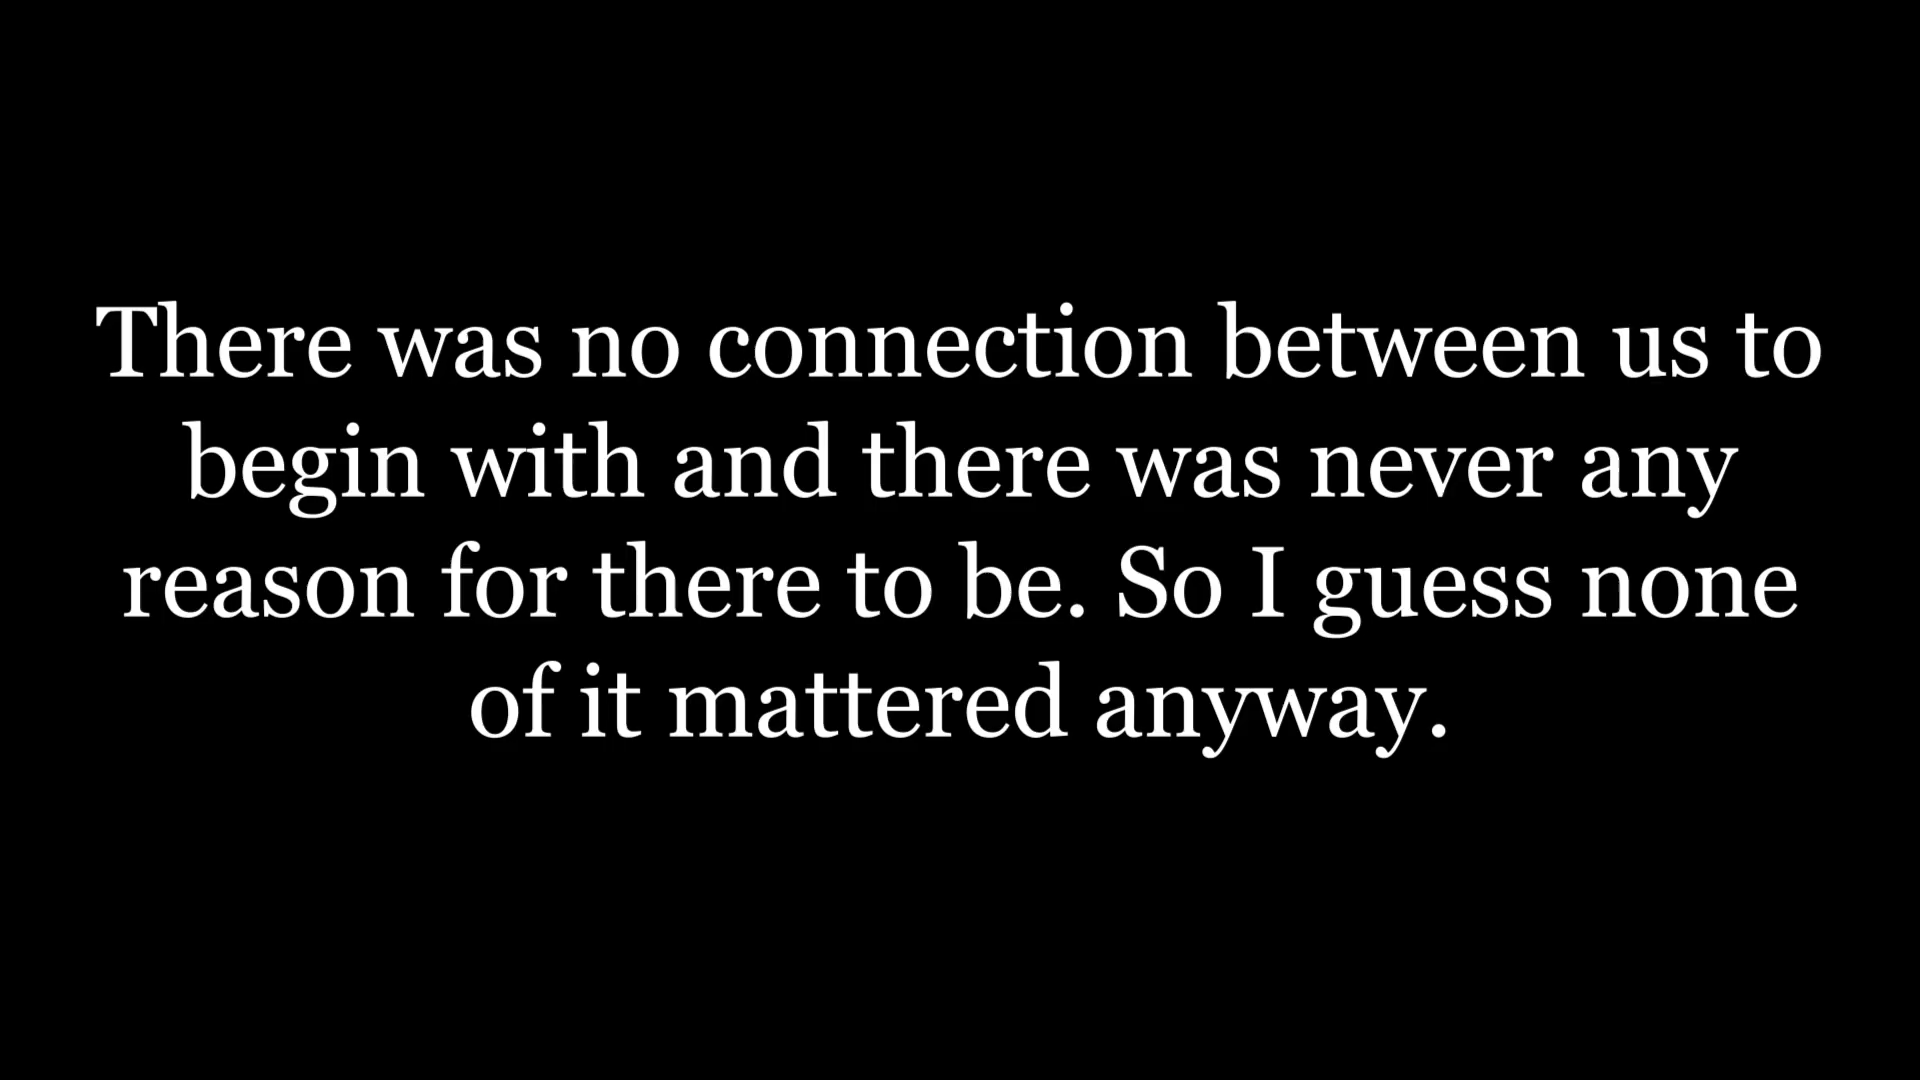 There was no connection between us to
begin with and there was never any
reason for there to be. So I guess none
of it mattered anyway.